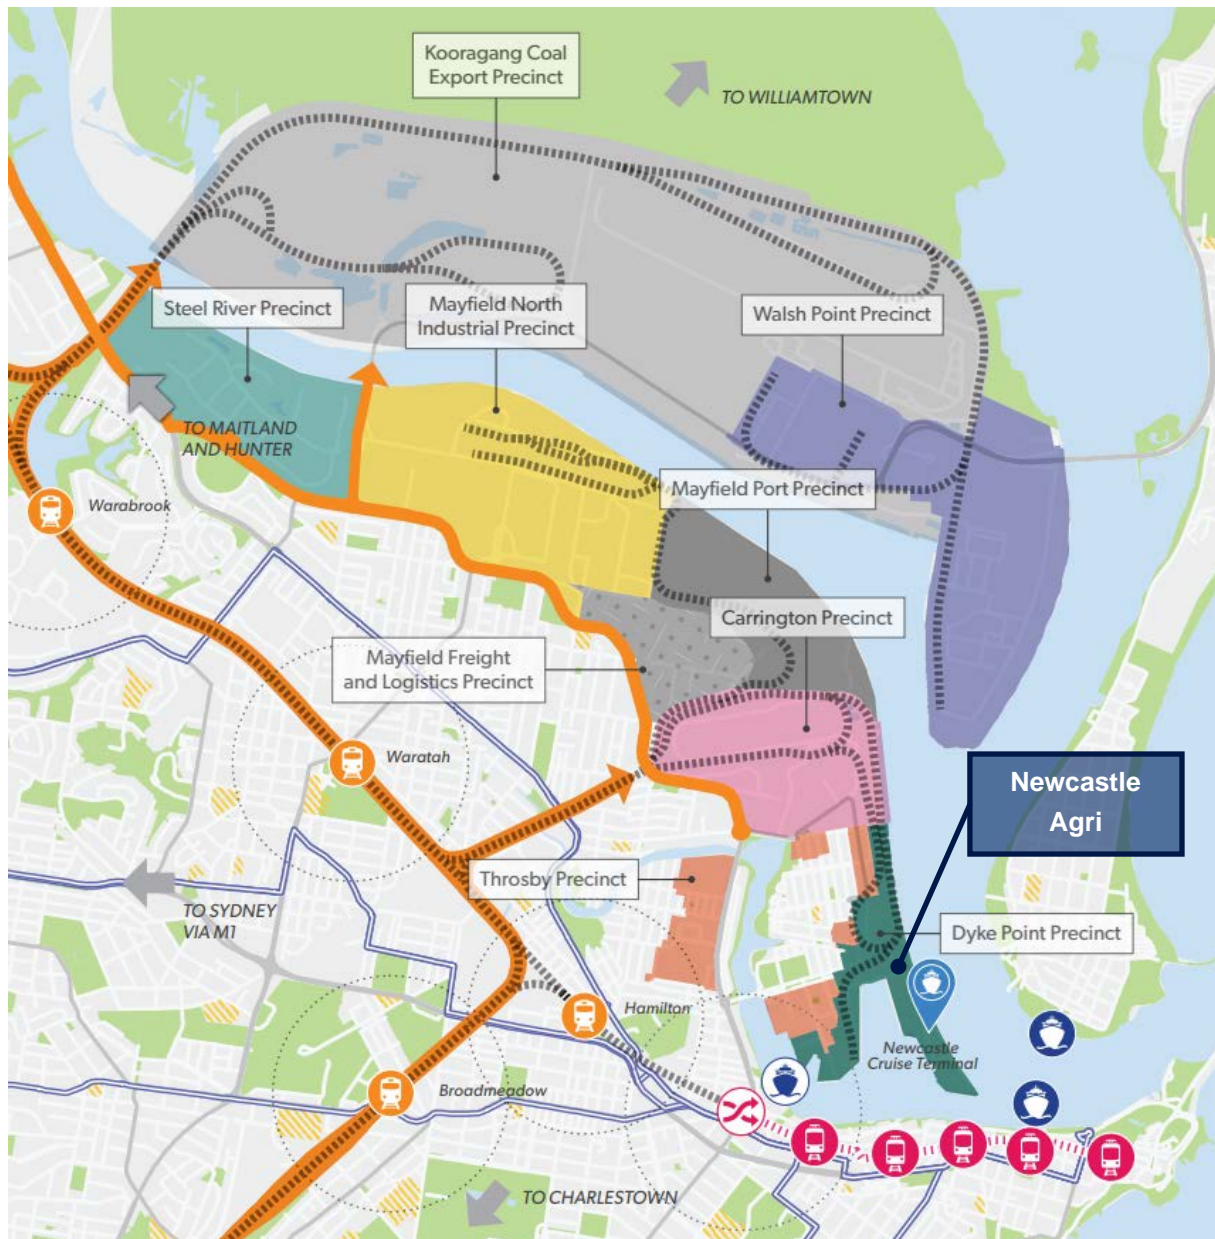 Kooragang Coal
Export Precinct
TO WILLIAMTOWN
Steel River Precinct
Mayfield North
Industrial Precinct
Walsh Point Precinct
TO MAITLAND
AND HUNTER
Warabrook
Mayfield Port Precinct
Carrington Precinct
Mayfield Freight
and Logistics Precinct
Waratah
Newcastle
Agri
Throsby Precinct
TO SYDNEY
VIA M1
Dyke Point Precinct
Hamilton
Newcastle
Cruise Terminal
Broadmeadow
TO CHARLESTOWN